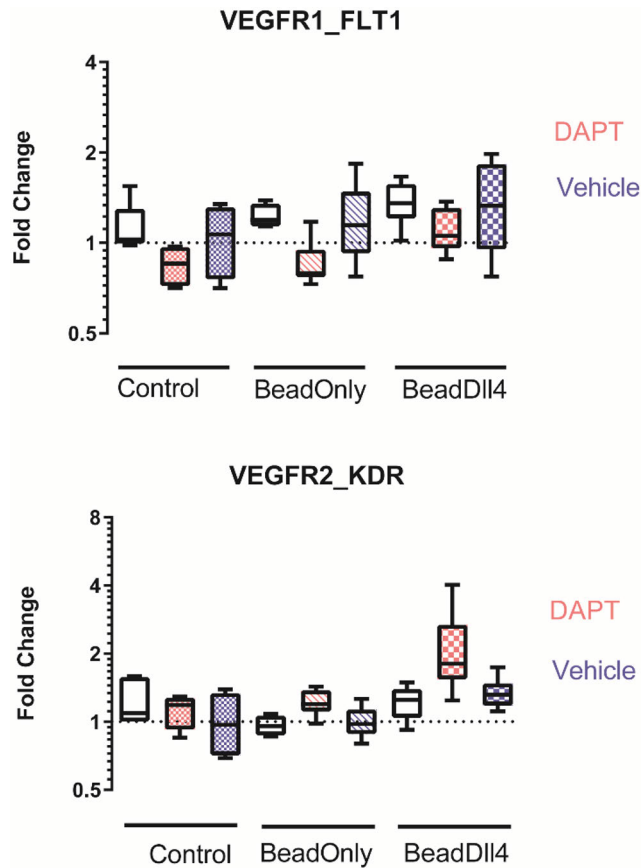 VEGFR1_FLT1
4
2
1
0.5
Fold Change
DAPT
Vehicle
Control
BeadOnly
BeadDll4
VEGFR2_KDR
8
4
2
1
0.5
Fold Change
DAPT
Vehicle
Control
BeadOnly
BeadDll4